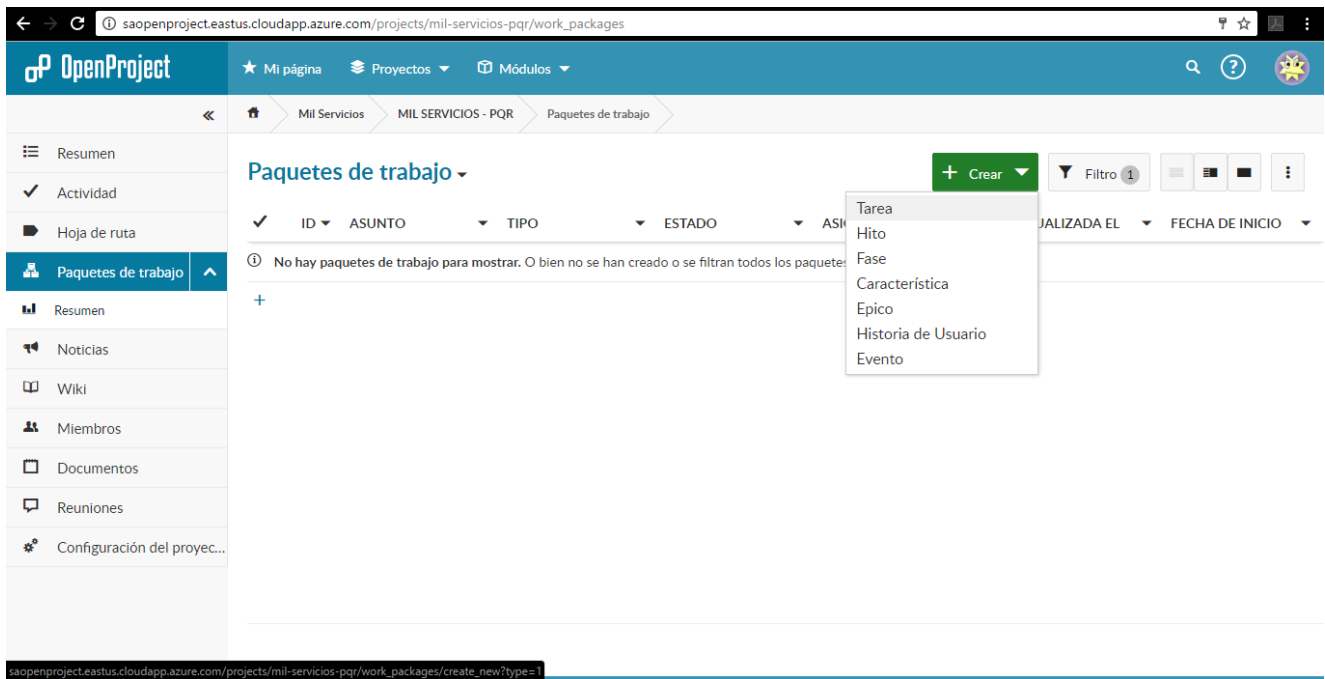 saopenproject.eastus.cloudapp.azure.com/projects/mil-servicios-pqr/work_packages
OpenProject
Mi página Proyectos Módulos
Mil Servicios MIL SERVICIOS - PQR Paquetes de trabajo
Resumen
Actividad
Hoja de ruta
Paquetes de trabajo
Resumen
Noticias
Wiki
Miembros
Documentos
Reuniones
Configuración del proyec...
Paquetes de trabajo
+ Crear Filtro 1
ID ASUNTO TIPO ESTADO ASI JALIZADA EL FECHA DE INICIO
No hay paquetes de trabajo para mostrar. O bien no se han creado o se filtran todos los paquetes
+
Tarea
Hito
Fase
Característica
Epico
Historia de Usuario
Evento
saopenproject.eastus.cloudapp.azure.com/projects/mil-servicios-pqr/work_packages/create_new?type=1